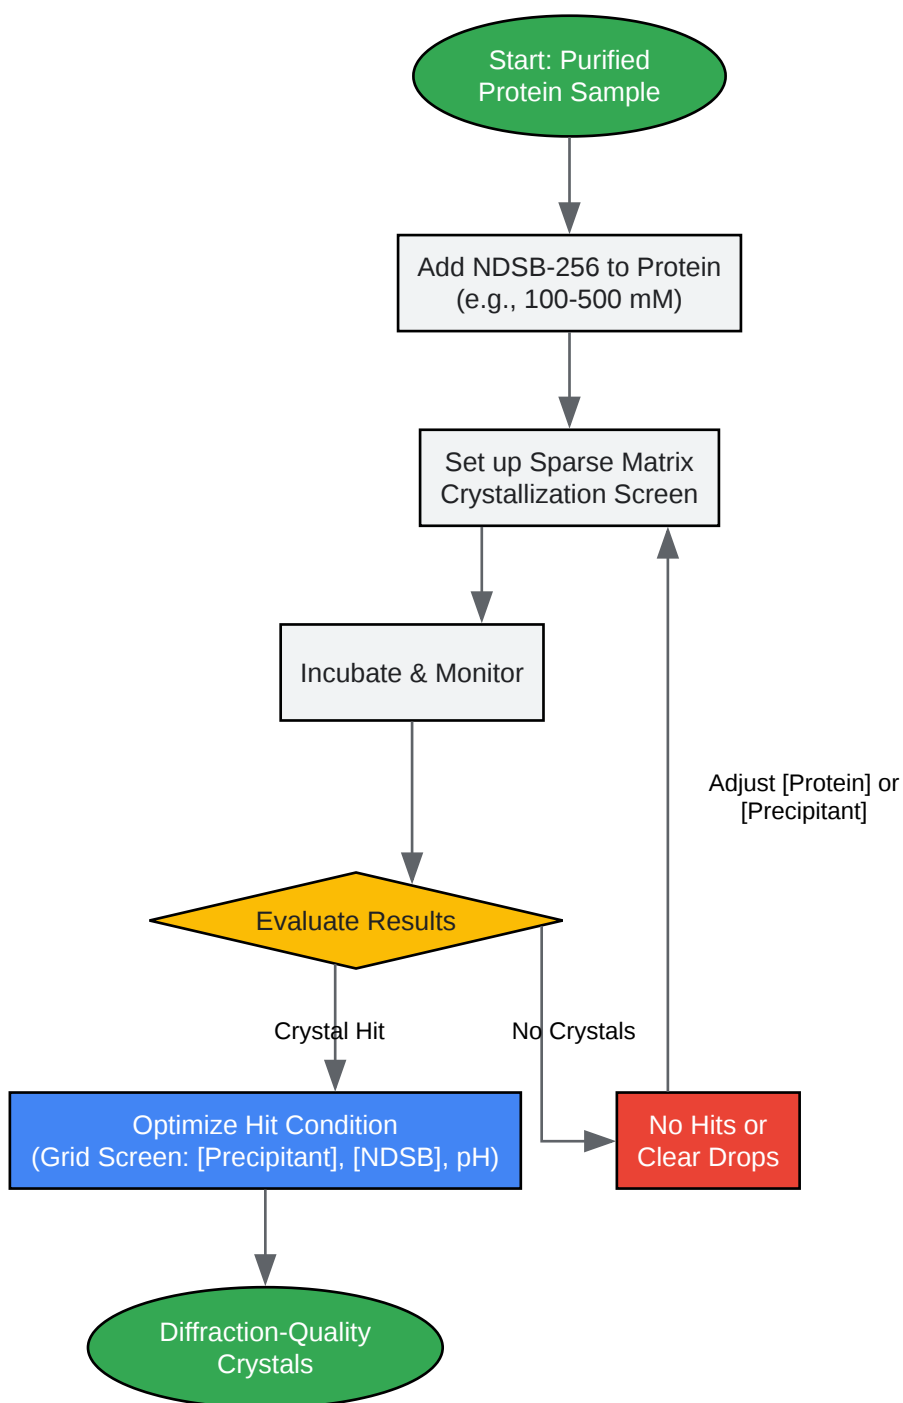 Start: Purified
Protein Sample
Add NDSB-256 to Protein
(e.g., 100-500 mM)
Set up Sparse Matrix
Crystallization Screen
Incubate & Monitor
Adjust [Protein] or
[Precipitant]
Evaluate Results
Crystal Hit
No Crystals
Optimize Hit Condition
(Grid Screen: [Precipitant], [NDSB], pH)
No Hits or
Clear Drops
Diffraction-Quality
Crystals